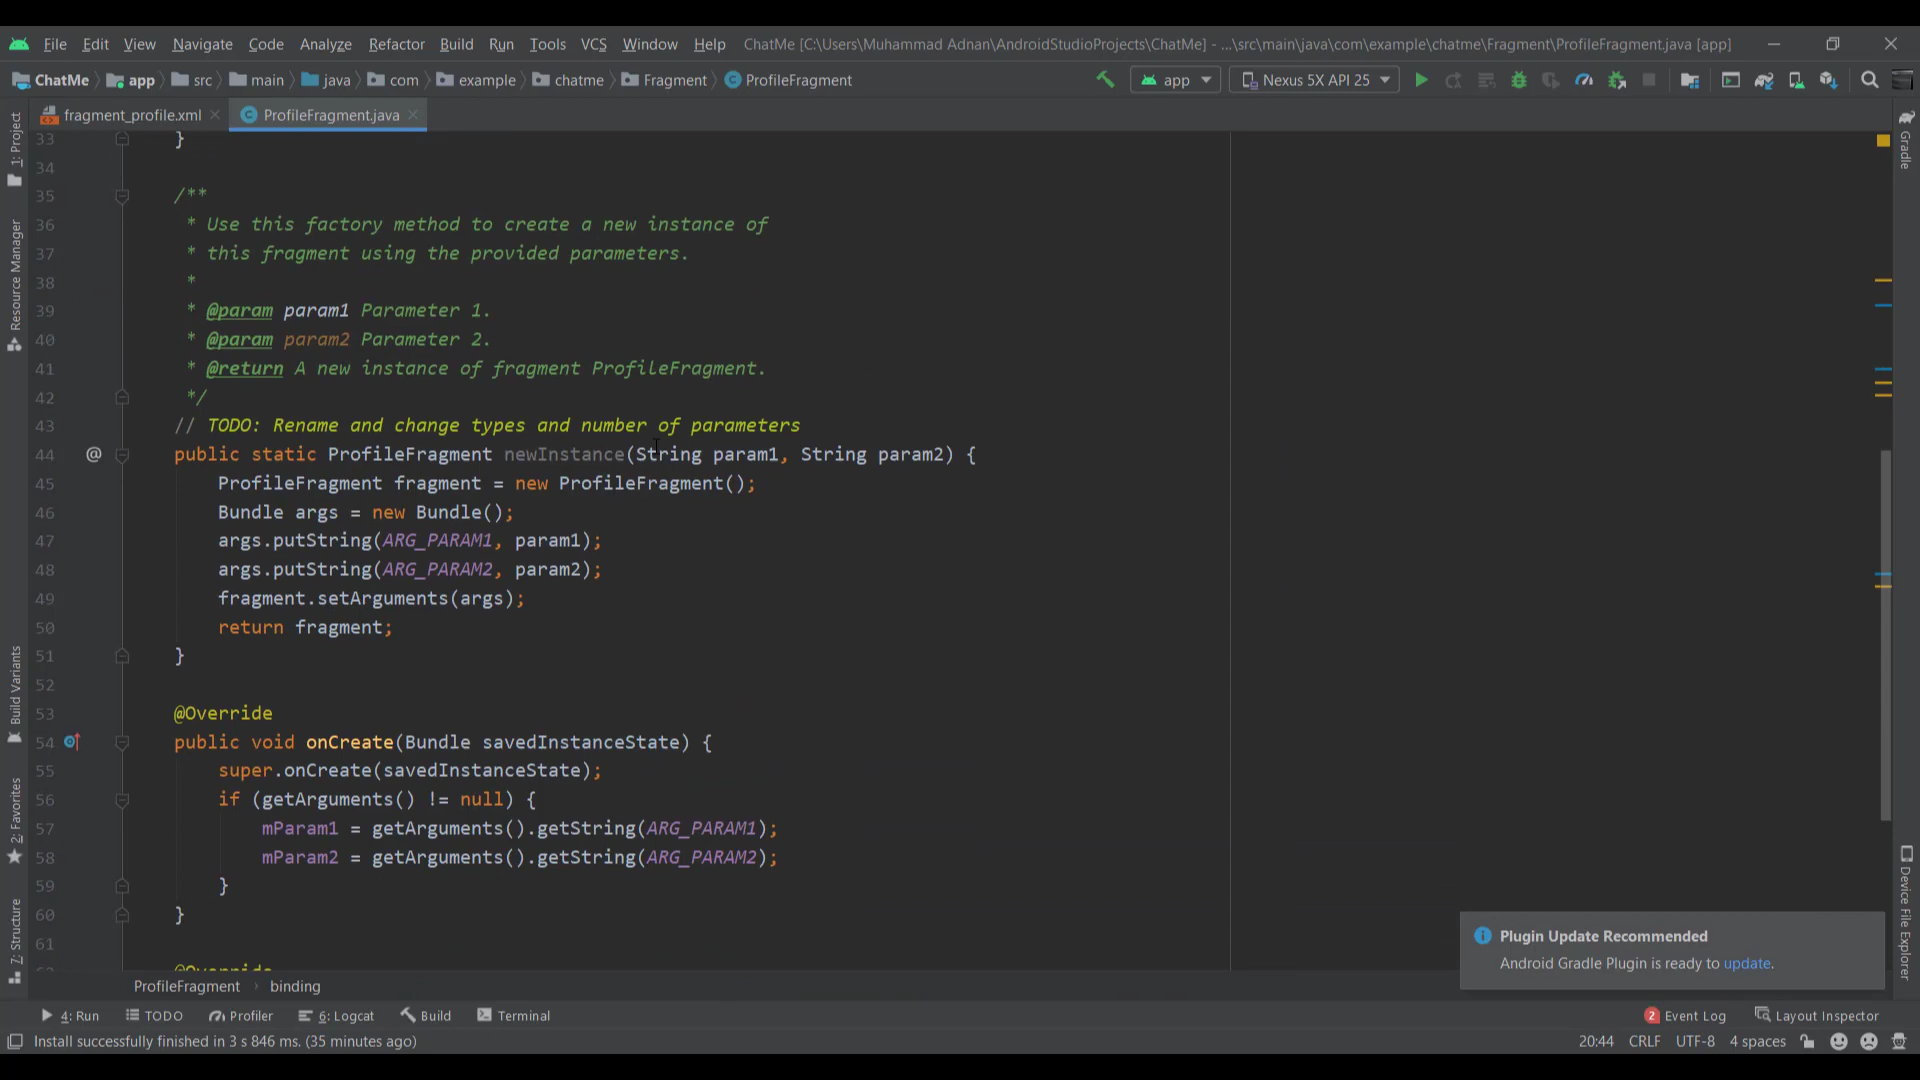 File Edit View Navigate Code Analyze Refactor Build Run Tools VCS Window Help ChatMe [C:\Users\Muhammad Adnan\AndroidStudioProjects\ChatMe] - ...\src\main\java\com\example\chatme\Fragment\ProfileFragment.java [app]
ChatMe app src main java com example chatme Fragment ProfileFragment app Nexus 5X API 25
fragment_profile.xml ProfileFragment.java
33 }
34
35 /**
36 * Use this factory method to create a new instance of
37 * this fragment using the provided parameters.
38 *
39 * @param param1 Parameter 1.
40 * @param param2 Parameter 2.
41 * @return A new instance of fragment ProfileFragment.
42 */
43 // TODO: Rename and change types and number of parameters
44 @ public static ProfileFragment newInstance(String param1, String param2) {
45 ProfileFragment fragment = new ProfileFragment();
46 Bundle args = new Bundle();
47 args.putString(ARG_PARAM1, param1);
48 args.putString(ARG_PARAM2, param2);
49 fragment.setArguments(args);
50 return fragment;
51 }
52
53 @Override
54 public void onCreate(Bundle savedInstanceState) {
55 super.onCreate(savedInstanceState);
56 if (getArguments() != null) {
57 mParam1 = getArguments().getString(ARG_PARAM1);
58 mParam2 = getArguments().getString(ARG_PARAM2);
59 }
60 }
61
62 @Override
1: Project
Resource Manager
Build Variants
2: Favorites
7: Structure
Gradle
Device File Explorer
Plugin Update Recommended
Android Gradle Plugin is ready to update.
ProfileFragment > binding
4: Run TODO Profiler 6: Logcat Build Terminal 2 Event Log Layout Inspector
Install successfully finished in 3 s 846 ms. (35 minutes ago) 20:44 CRLF UTF-8 4 spaces